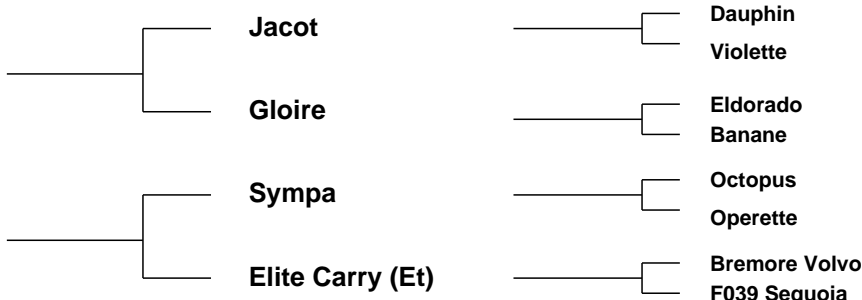 Jacot
Dauphin
Violette
Gloire
Eldorado
Banane
Sympa
Octopus
Operette
Elite Carry (Et)
Bremore Volvo
F039 Sequoia